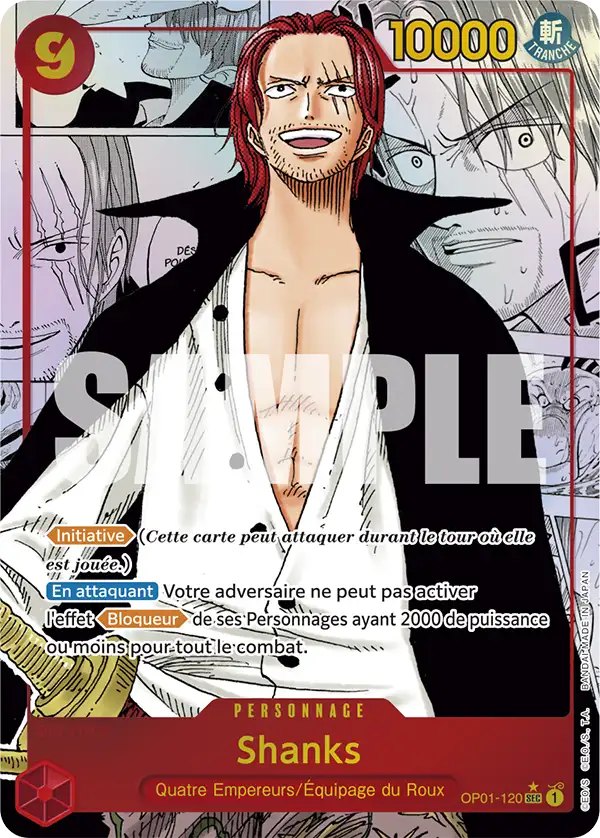 9
10000
斬
TRANCHE
DÉS
SAMPLE
Initiative (Cette carte peut attaquer durant le tour où elle
est jouée.)
En attaquant Votre adversaire ne peut pas activer
l'effet Bloqueur de ses Personnages ayant 2000 de puissance
ou moins pour tout le combat.
PERSONNAGE
Shanks
Quatre Empereurs/Équipage du Roux
OP01-120 SEC 1
©E.O/S ©E.O./S, T.A. BANDAI MADE IN JAPAN